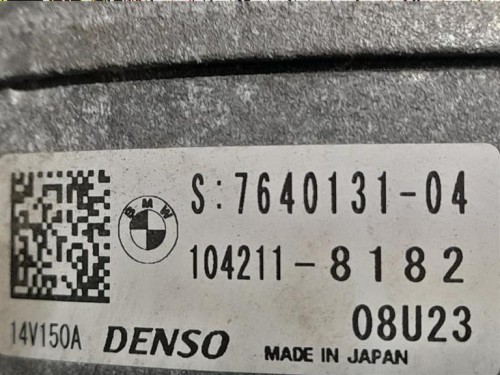 S:7640131-04
BMW
104211-8182
08U23
14V150A DENSO MADE IN JAPAN